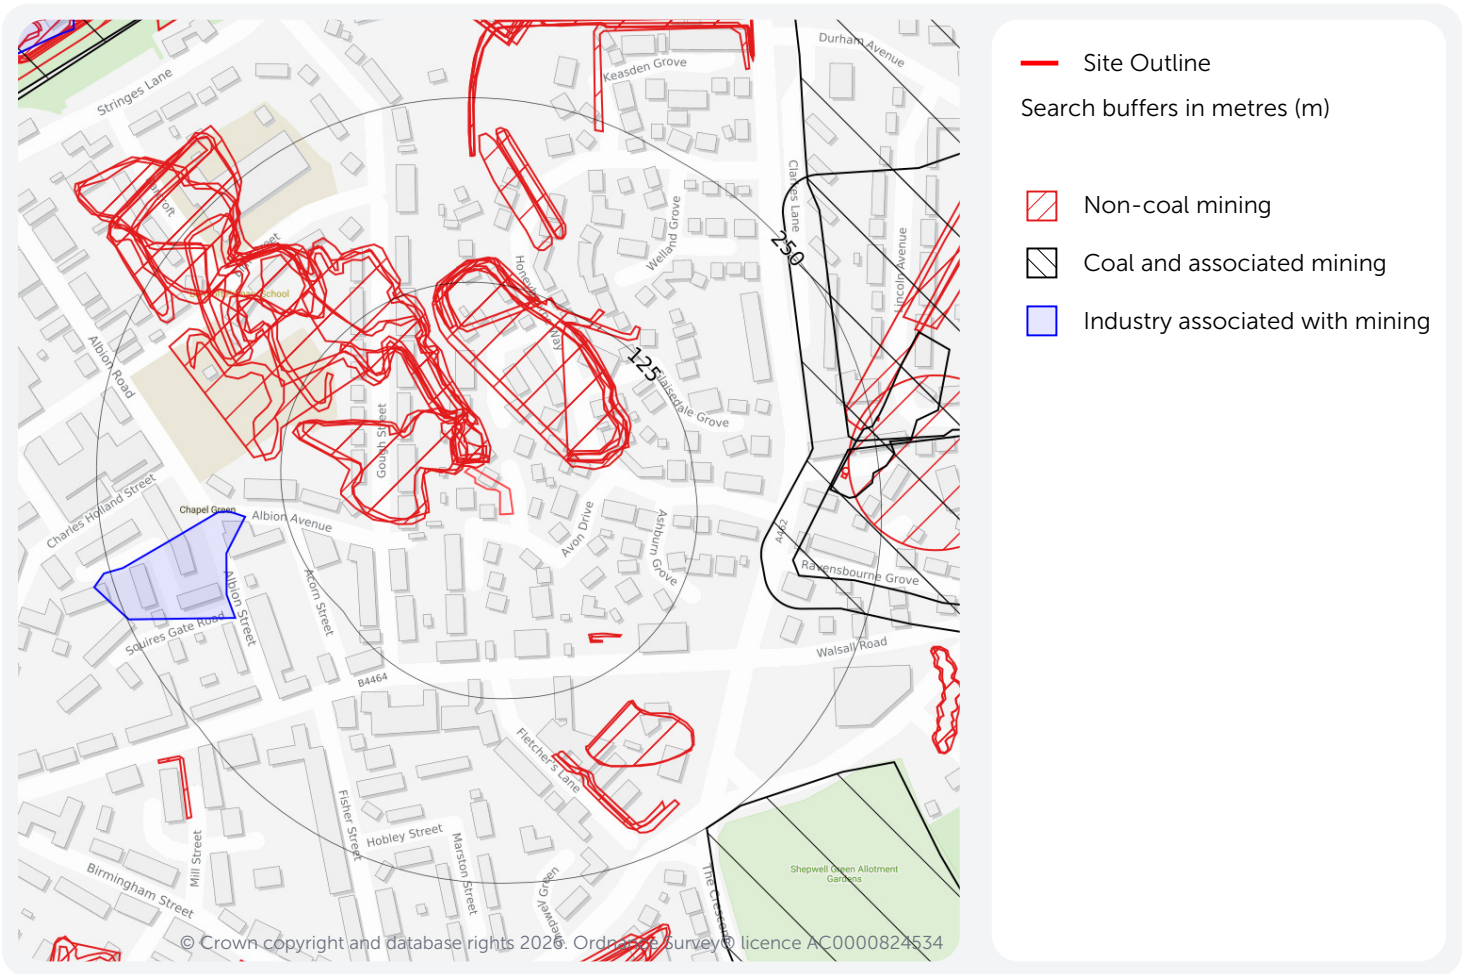 Durham Avenue
Keasden Grove
Stringes Lane
Clarkes Lane
Welland Grove
250
Lincoln Avenue
Albion Road
125
Gough Street
Charles Holland Street
Chapel Green
Albion Avenue
Avon Drive
Ashburn Grove
A462
Ravensbourne Grove
Acorn Street
Albion Street
Squires Gate Road
Walsall Road
B4464
Fletcher's Lane
Fisher Street
Hobley Street
Marston Street
Mill Street
Birmingham Street
The Crescent
Shepwell Green Allotment
Gardens
© Crown copyright and database rights 2026. Ordnance Survey® licence AC0000824534
Site Outline
Search buffers in metres (m)
Non-coal mining
Coal and associated mining
Industry associated with mining